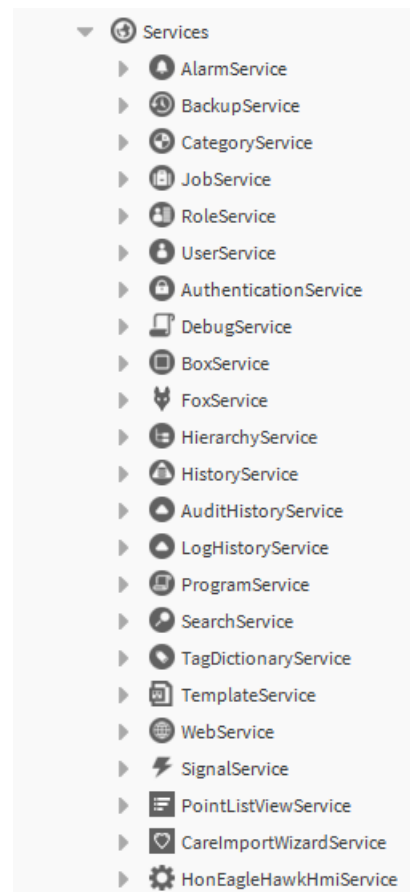 Services
AlarmService
BackupService
CategoryService
JobService
RoleService
UserService
AuthenticationService
DebugService
BoxService
FoxService
HierarchyService
HistoryService
AuditHistoryService
LogHistoryService
ProgramService
SearchService
TagDictionaryService
TemplateService
WebService
SignalService
PointListViewService
CareImportWizardService
HonEagleHawkHmiService